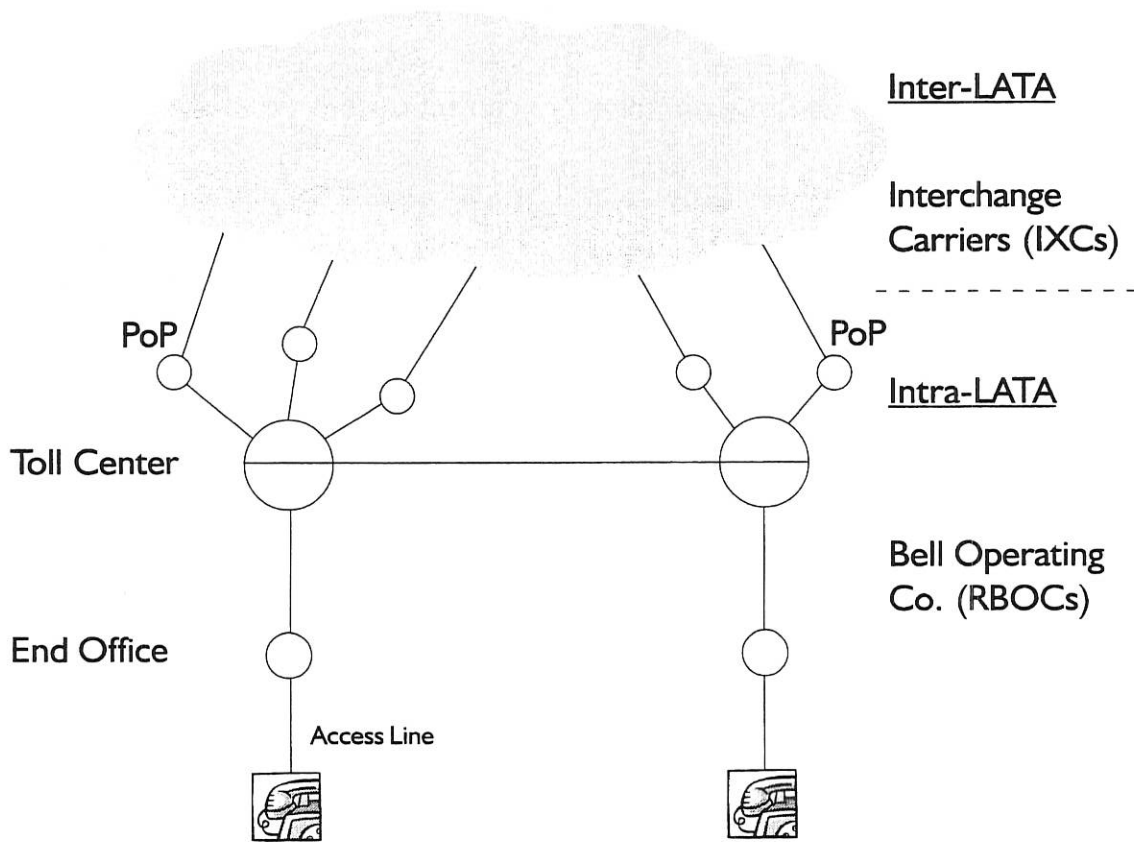 Inter-LATA
Interchange
Carriers (IXCs)
PoP
PoP
Intra-LATA
Toll Center
Bell Operating
Co. (RBOCs)
End Office
Access Line